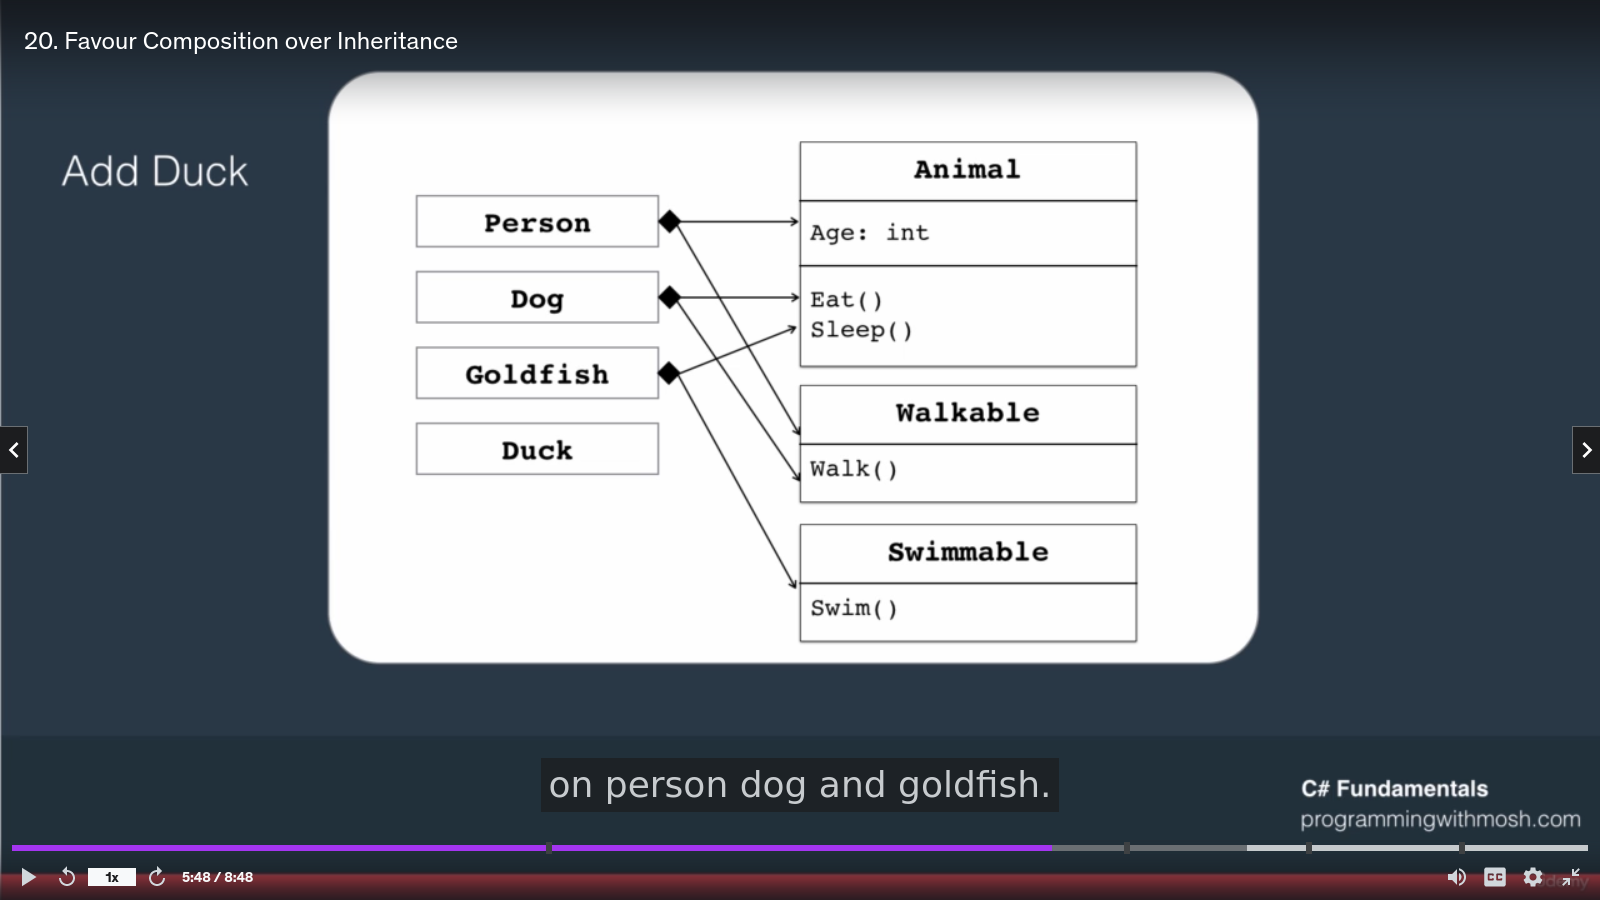 20. Favour Composition over Inheritance
Add Duck
Person
Dog
Goldfish
Duck
Animal
Age: int
Eat()
Sleep()
Walkable
Walk()
Swimmable
Swim()
on person dog and goldfish.
C# Fundamentals
programmingwithmosh.com
1x
5:48 / 8:48
CC